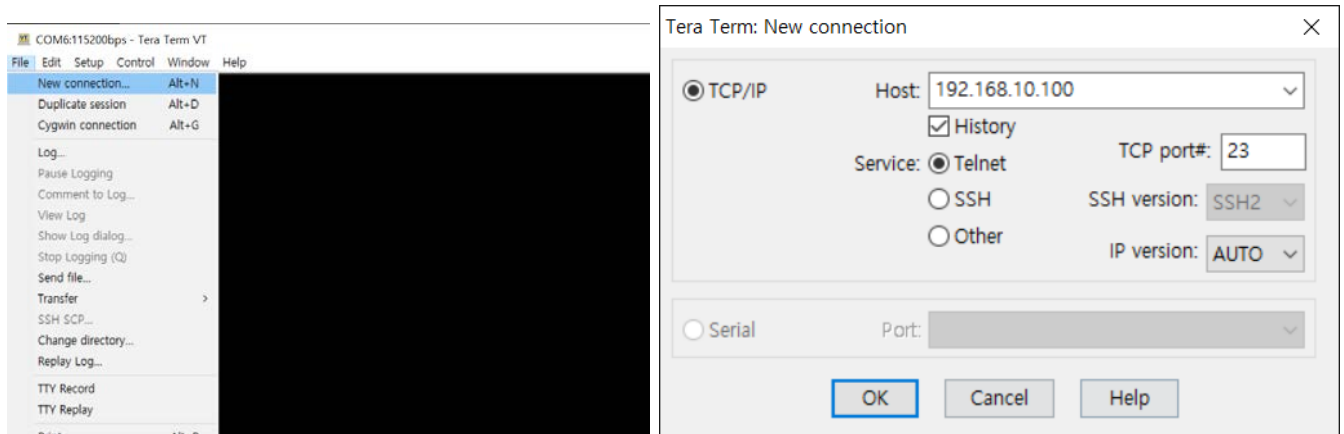 COM6:115200bps - Tera Term VT
File Edit Setup Control Window Help
New connection... Alt+N
Duplicate session Alt+D
Cygwin connection Alt+G
Log...
Pause Logging
Comment to Log...
View Log
Show Log dialog...
Stop Logging (Q)
Send file...
Transfer >
SSH SCP...
Change directory...
Replay Log...
TTY Record
TTY Replay
Tera Term: New connection
TCP/IP Host: 192.168.10.100
History
Service: Telnet TCP port#: 23
SSH SSH version: SSH2
Other IP version: AUTO
Serial Port:
OK Cancel Help